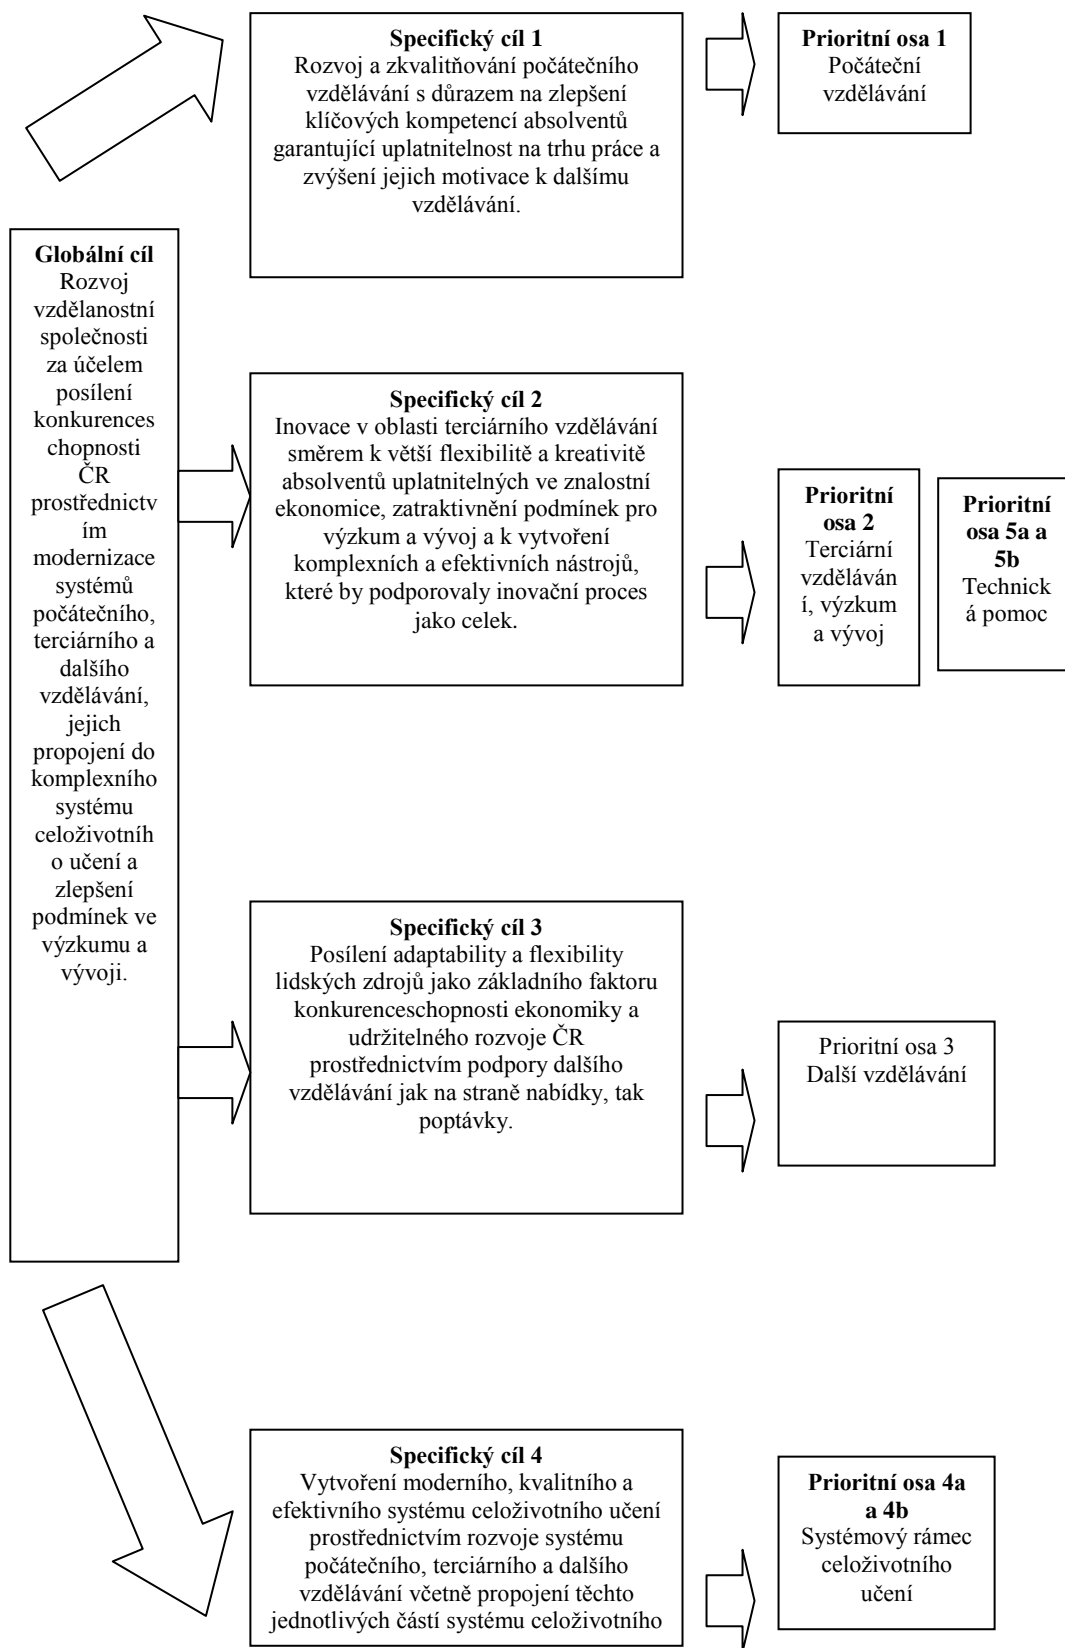 Specifický cíl 1
Rozvoj a zkvalitňování počátečního
vzdělávání s důrazem na zlepšení
klíčových kompetencí absolventů
garantující uplatnitelnost na trhu práce a
zvýšení jejich motivace k dalšímu
vzdělávání.
Prioritní osa 1
Počáteční
vzdělávání
Globální cíl
Rozvoj
vzdělanostní
společnosti
za účelem
posílení
konkurences
chopnosti
ČR
prostřednictv
ím
modernizace
systémů
počátečního,
terciárního a
dalšího
vzdělávání,
jejich
propojení do
komplexního
systému
celoživotníh
o učení a
zlepšení
podmínek ve
výzkumu a
vývoji.
Specifický cíl 2
Inovace v oblasti terciárního vzdělávání
směrem k větší flexibilitě a kreativitě
absolventů uplatnitelných ve znalostní
ekonomice, zatraktivnění podmínek pro
výzkum a vývoj a k vytvoření
komplexních a efektivních nástrojů,
které by podporovaly inovační proces
jako celek.
Prioritní
osa 2
Terciární
vzděláván
í, výzkum
a vývoj
Prioritní
osa 5a a
5b
Technick
á pomoc
Specifický cíl 3
Posílení adaptability a flexibility
lidských zdrojů jako základního faktoru
konkurenceschopnosti ekonomiky a
udržitelného rozvoje ČR
prostřednictvím podpory dalšího
vzdělávání jak na straně nabídky, tak
poptávky.
Prioritní osa 3
Další vzdělávání
Specifický cíl 4
Vytvoření moderního, kvalitního a
efektivního systému celoživotního učení
prostřednictvím rozvoje systému
počátečního, terciárního a dalšího
vzdělávání včetně propojení těchto
jednotlivých částí systému celoživotního
Prioritní osa 4a
a 4b
Systémový rámec
celoživotního
učení